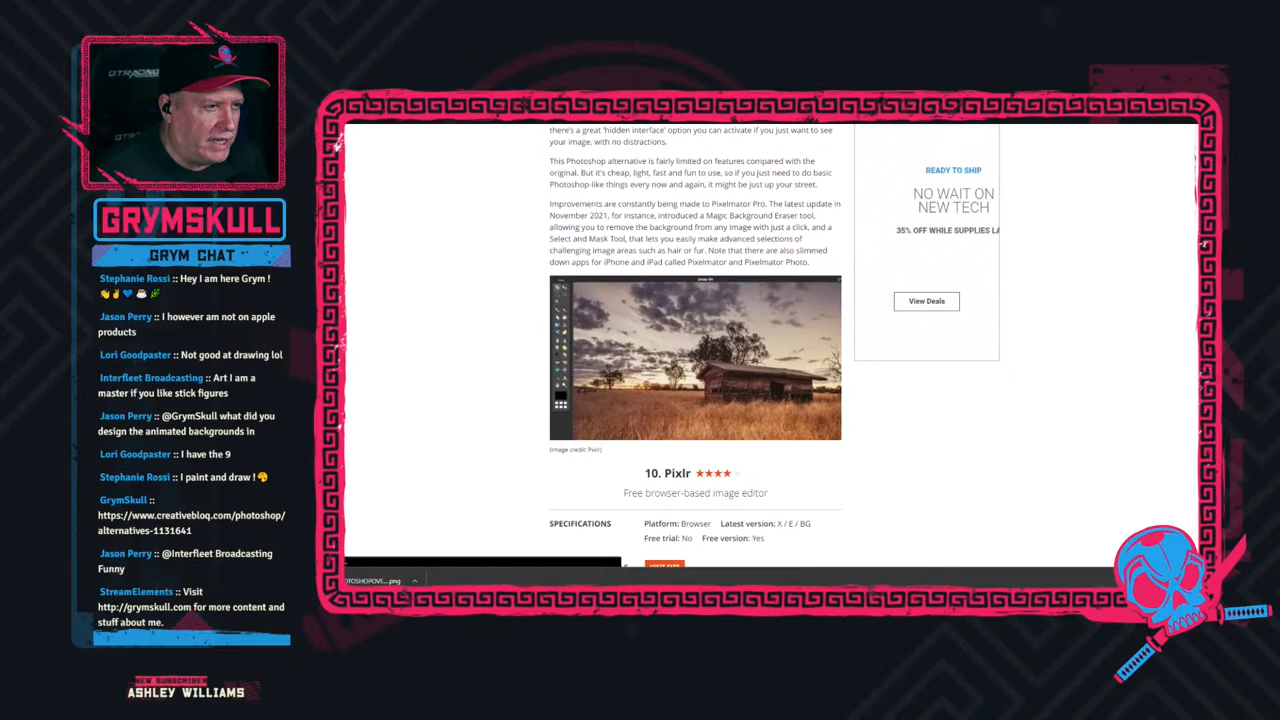 GTRACING
GTRA
GRYMSKULL
GRYM CHAT
Stephanie Rossi :: Hey I am here Grym !
👏✌️💙☕🌿
Jason Perry :: I however am not on apple
products
Lori Goodpaster :: Not good at drawing lol
Interfleet Broadcasting :: Art I am a
master if you like stick figures
Jason Perry :: @GrymSkull what did you
design the animated backgrounds in
Lori Goodpaster :: I have the 9
Stephanie Rossi :: I paint and draw !
GrymSkull ::
https://www.creativebloq.com/photoshop/
alternatives-1131641
Jason Perry :: @Interfleet Broadcasting
Funny
StreamElements :: Visit
http://grymskull.com for more content and
stuff about me.
NEW SUBSCRIBER
ASHLEY WILLIAMS
there's a great 'hidden interface' option you can activate if you just want to
see your image, with no distractions.
This Photoshop alternative is fairly limited on features compared with the
original. But it's cheap, light, fast and fun to use, so if you just need to do basic
Photoshop-like things every now and again, it might be just up your street.
Improvements are constantly being made to Pixelmator Pro. The latest update in
November 2021, for instance, introduced a Magic Background Eraser tool,
allowing you to remove the background from any image with just a click, and a
Select and Mask Tool, that lets you easily make advanced selections of
challenging image areas such as hair or fur. Note that there are also slimmed
down apps for iPhone and iPad called Pixelmator and Pixelmator Photo.
(Image credit: Pixlr)
10. Pixlr ★★★★★
Free browser-based image editor
SPECIFICATIONS
Platform: Browser Latest version: X / E / BG
Free trial: No Free version: Yes
VISIT SITE
OTOSHOPOVE....png
READY TO SHIP
NO WAIT ON
NEW TECH
35% OFF WHILE SUPPLIES LA
View Deals